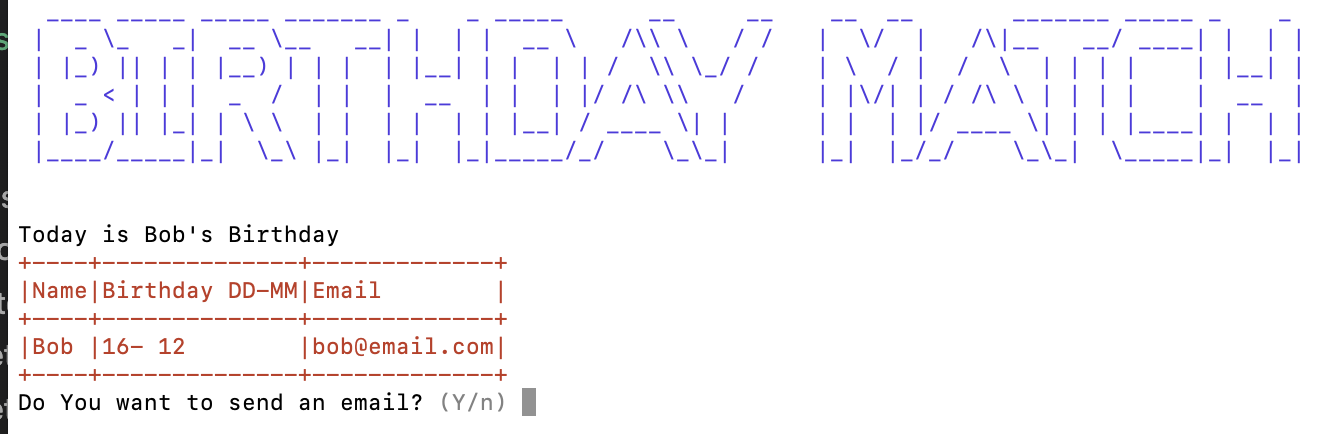 BIRTHDAY MATCH
Today is Bob's Birthday
+----+--------------+-------------+
|Name|Birthday DD-MM|Email        |
+----+--------------+-------------+
|Bob |16- 12        |bob@email.com|
+----+--------------+-------------+
Do You want to send an email? (Y/n)